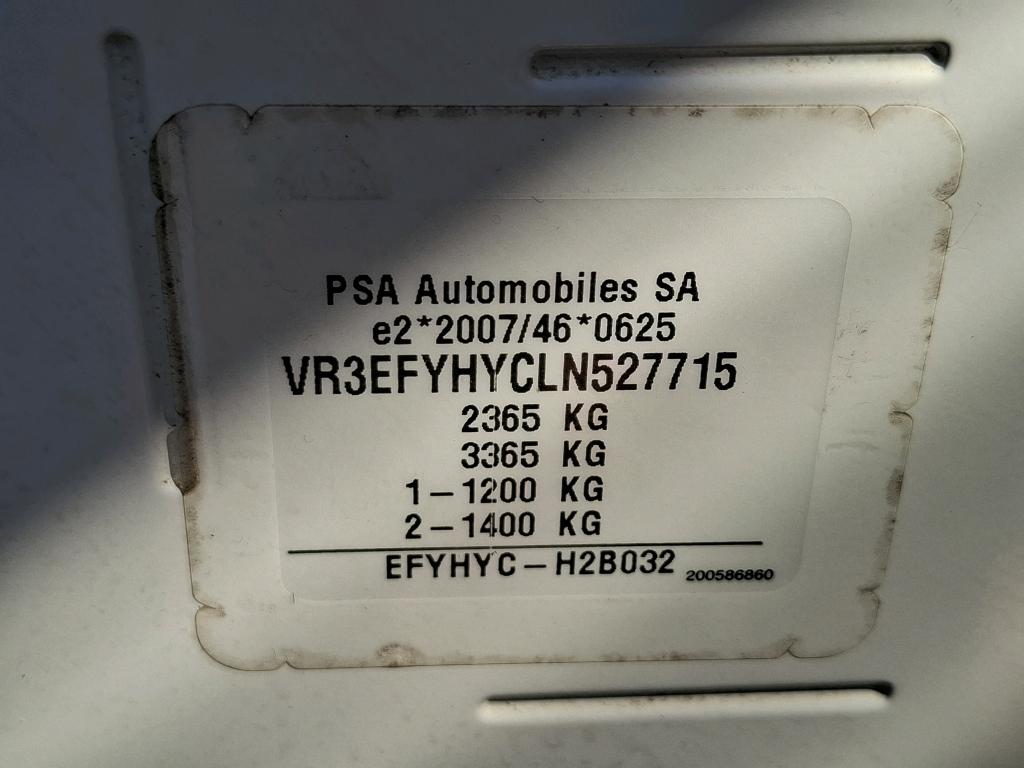 PSA Automobiles SA
e2*2007/46*0625
VR3EFYHYCLN527715
2365 KG
3365 KG
1-1200 KG
2-1400 KG
EFYHYC-H2B032 200586860